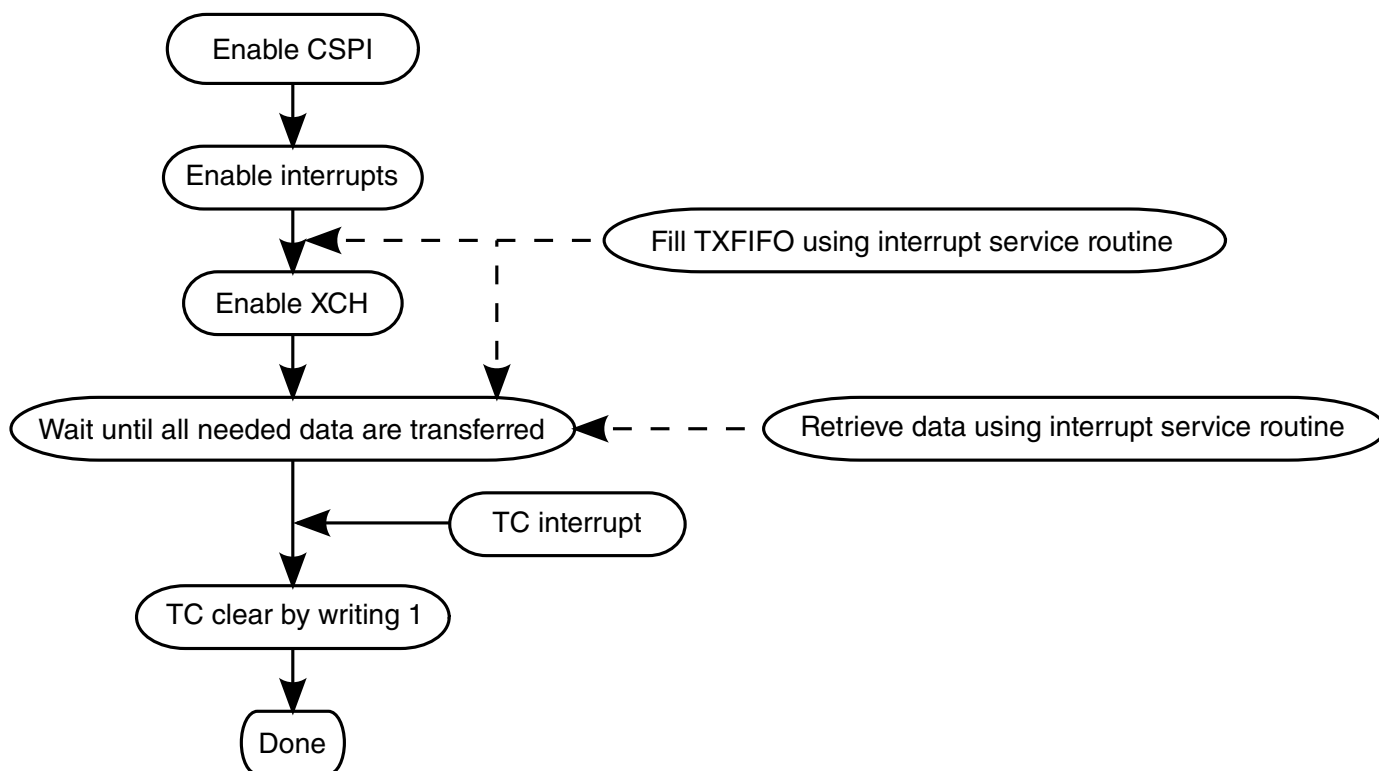 Enable CSPI
Enable interrupts
Fill TXFIFO using interrupt service routine
Enable XCH
Wait until all needed data are transferred
Retrieve data using interrupt service routine
TC interrupt
TC clear by writing 1
Done